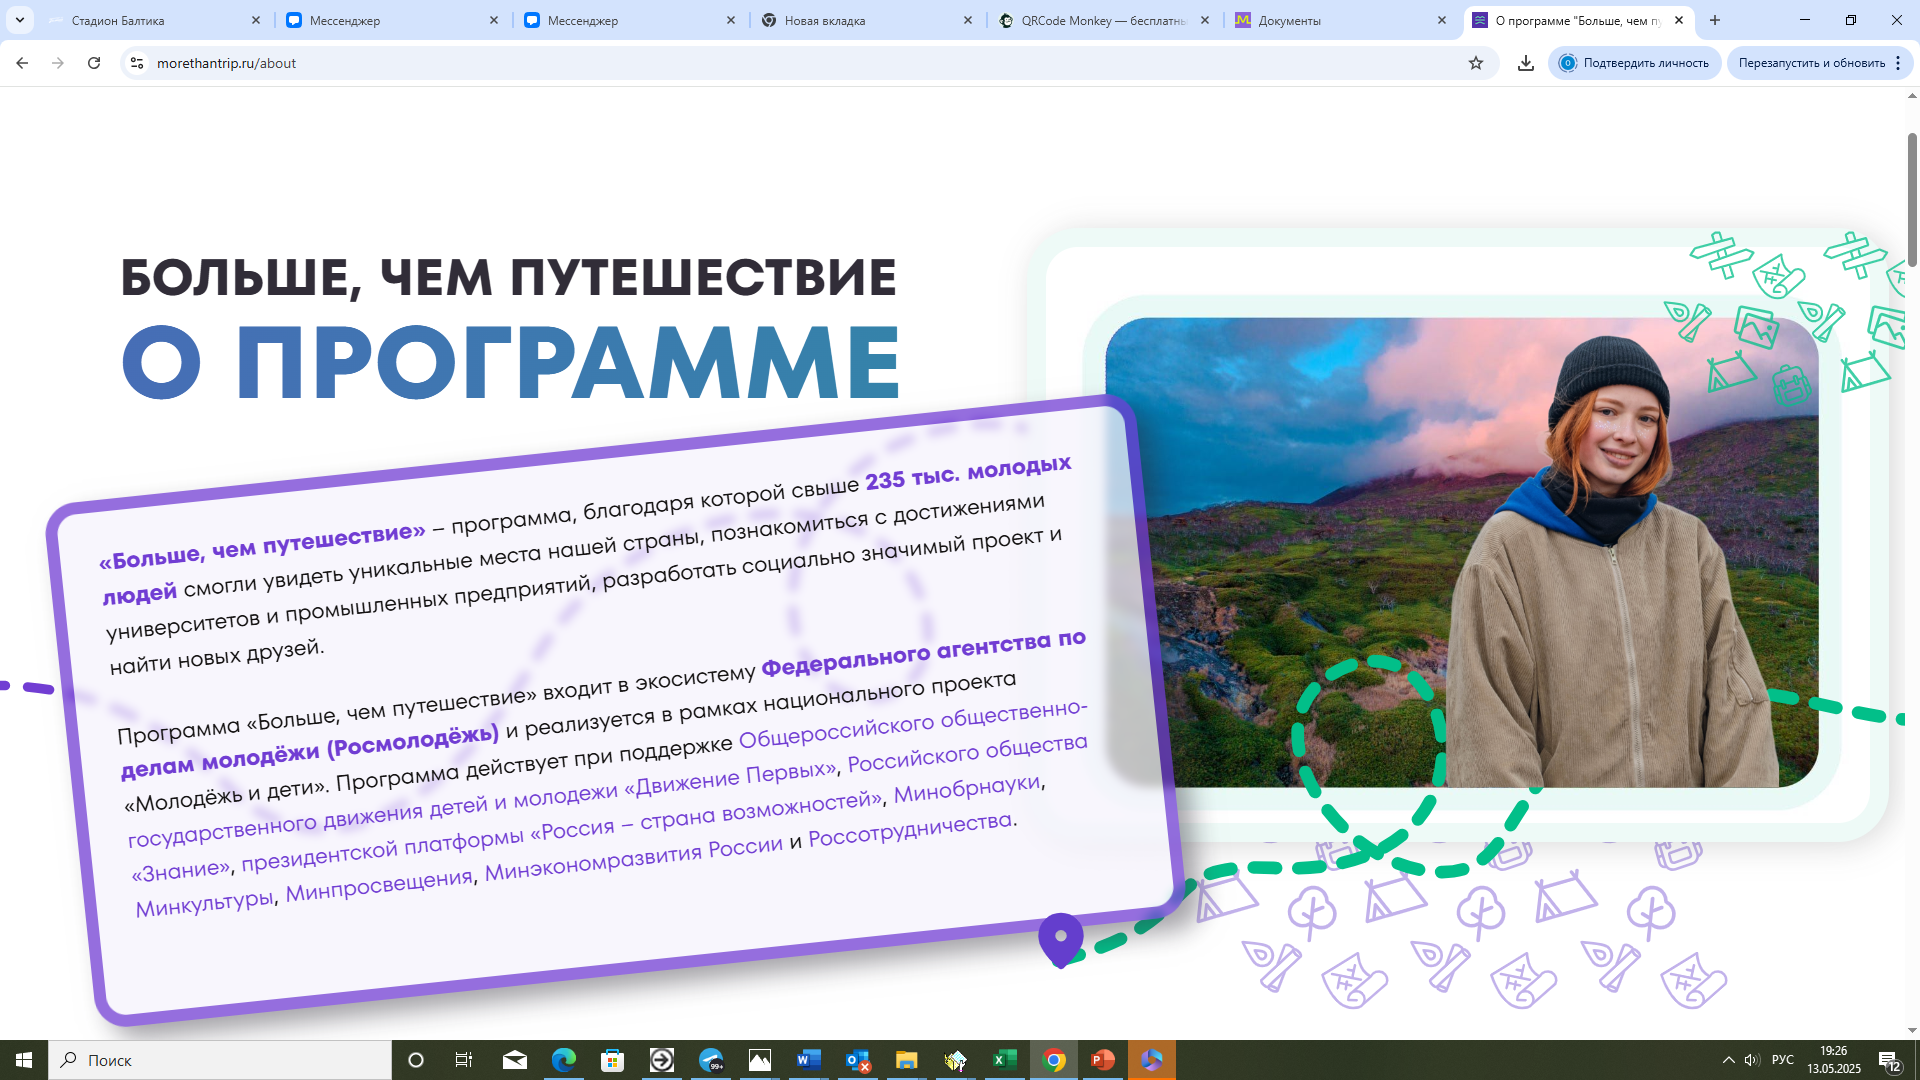 Стадион Балтика
Мессенджер
Мессенджер
Новая вкладка
QRCode Monkey — бесплатны
Документы
О программе "Больше, чем п
morethantrip.ru/about
Подтвердить личность
Перезапустить и обновить
БОЛЬШЕ, ЧЕМ ПУТЕШЕСТВИЕ
О ПРОГРАММЕ
«Больше, чем путешествие» – программа, благодаря которой свыше 235 тыс. молодых
людей смогли увидеть уникальные места нашей страны, познакомиться с достижениями
университетов и промышленных предприятий, разработать социально значимый проект и
найти новых друзей.
Программа «Больше, чем путешествие» входит в экосистему Федерального агентства по
делам молодёжи (Росмолодёжь) и реализуется в рамках национального проекта
«Молодёжь и дети». Программа действует при поддержке Общероссийского общественно-
государственного движения детей и молодежи «Движение Первых», Российского общества
«Знание», президентской платформы «Россия – страна возможностей», Минобрнауки,
Минкультуры, Минпросвещения, Минэкономразвития России и Россотрудничества.
Поиск
99+
РУС
19:26
13.05.2025
12